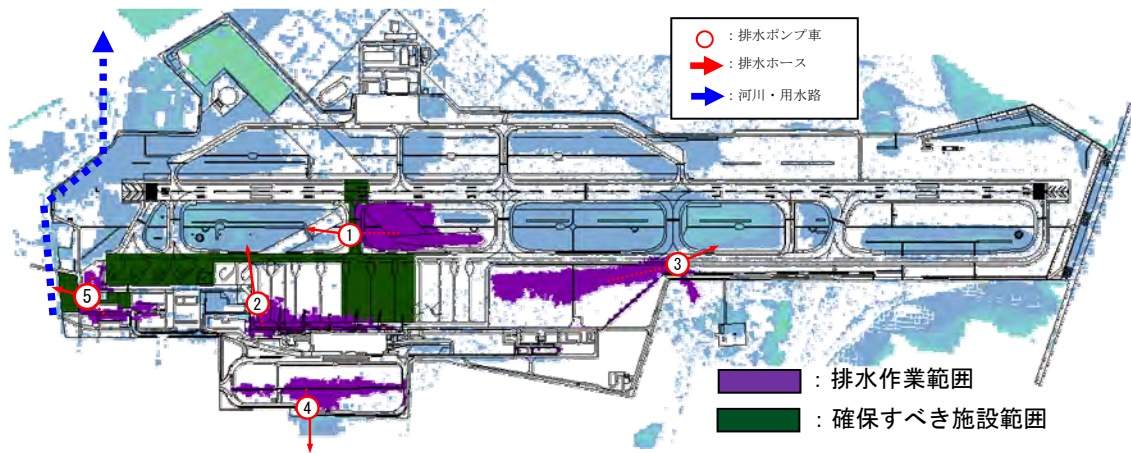 ：排水ポンプ車
：排水ホース
：河川・用水路
①
②
③
④
⑤
：排水作業範囲
：確保すべき施設範囲